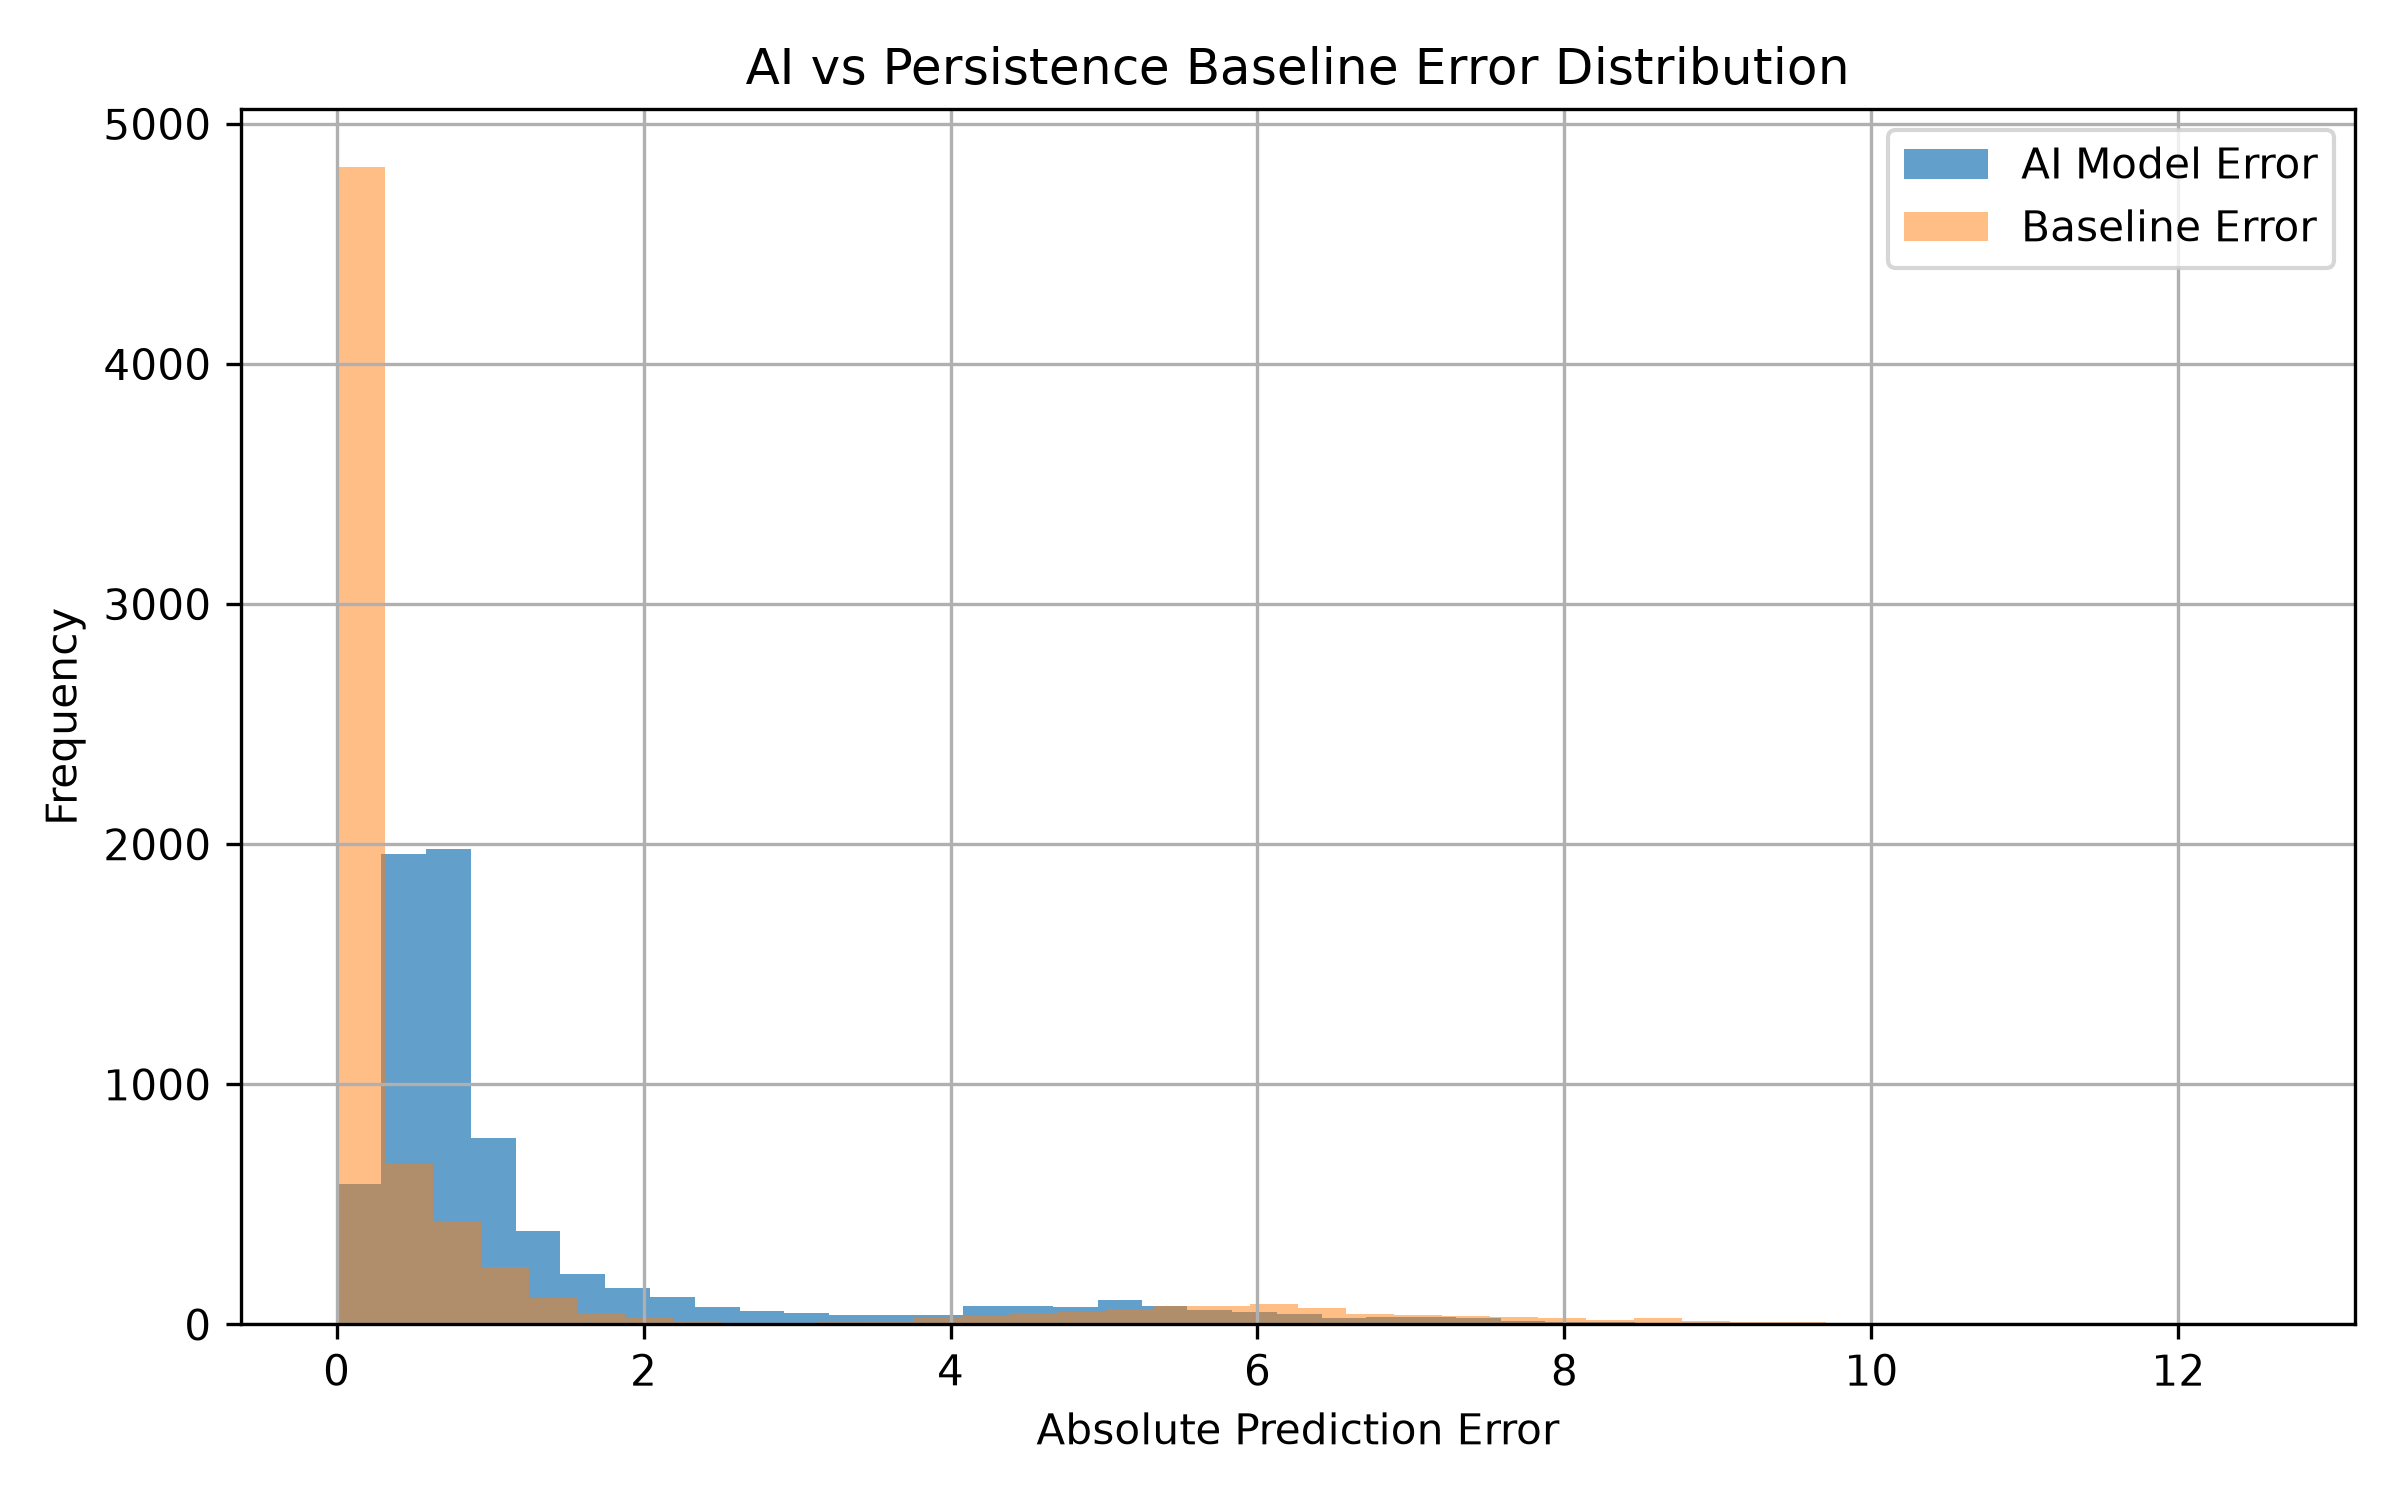 AI vs Persistence Baseline Error Distribution
5000
4000
3000
2000
1000
0
Frequency
AI Model Error
Baseline Error
0 2 4 6 8 10 12
Absolute Prediction Error